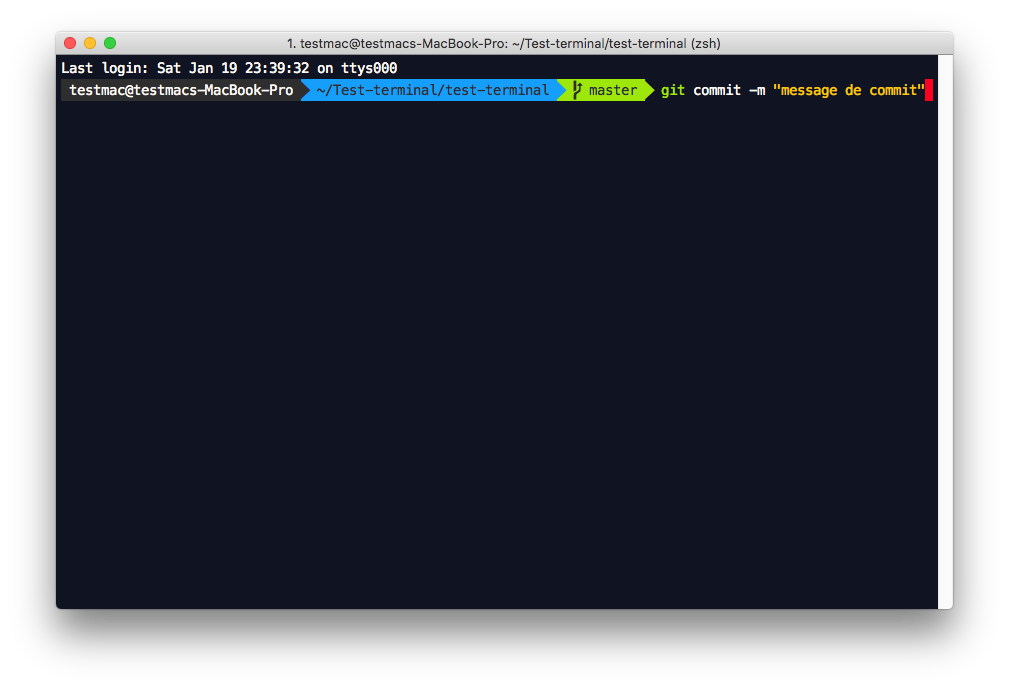 1. testmac@testmacs-MacBook-Pro: ~/Test-terminal/test-terminal (zsh)
Last login: Sat Jan 19 23:39:32 on ttys000
testmac@testmacs-MacBook-Pro ~/Test-terminal/test-terminal master git commit -m "message de commit"